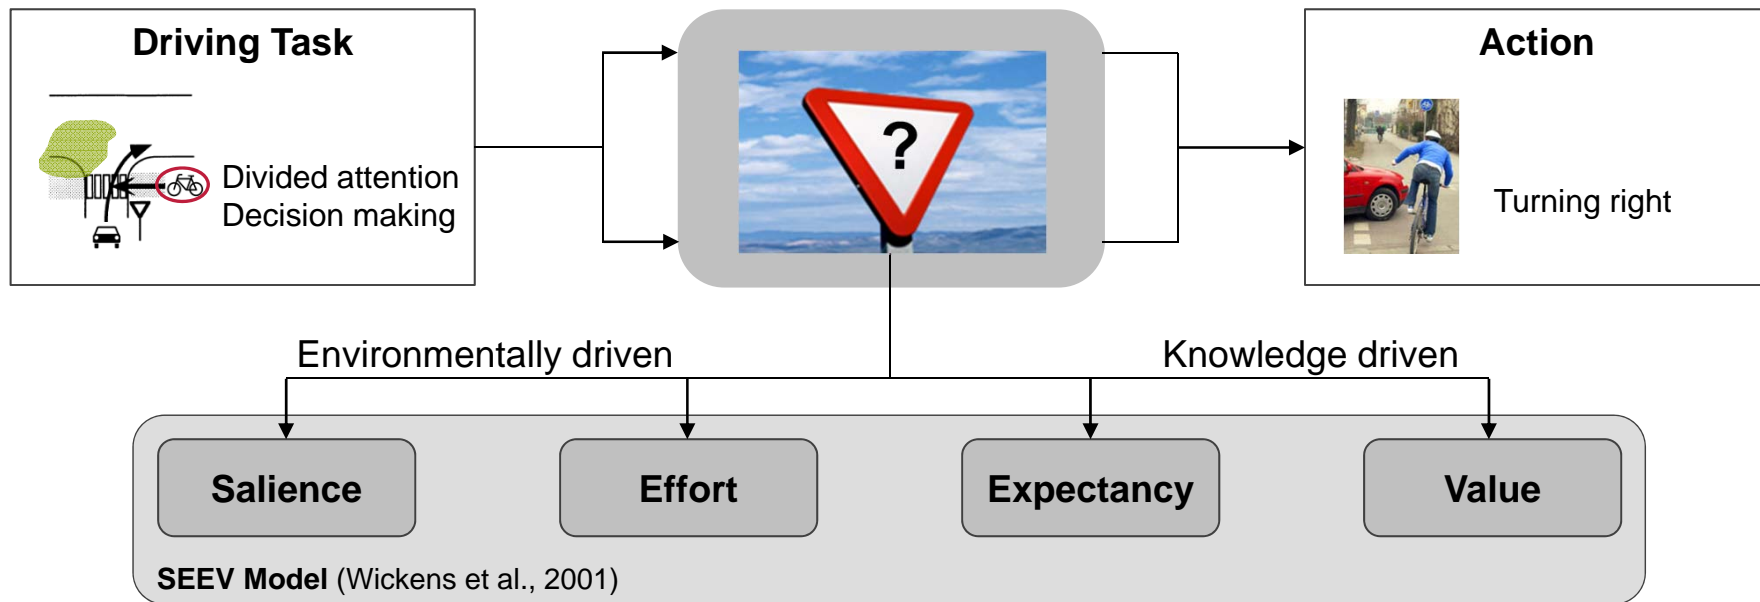 Driving Task
Divided attention
Decision making
?
Action
Turning right
Environmentally driven
Knowledge driven
Salience
Effort
Expectancy
Value
SEEV Model (Wickens et al., 2001)